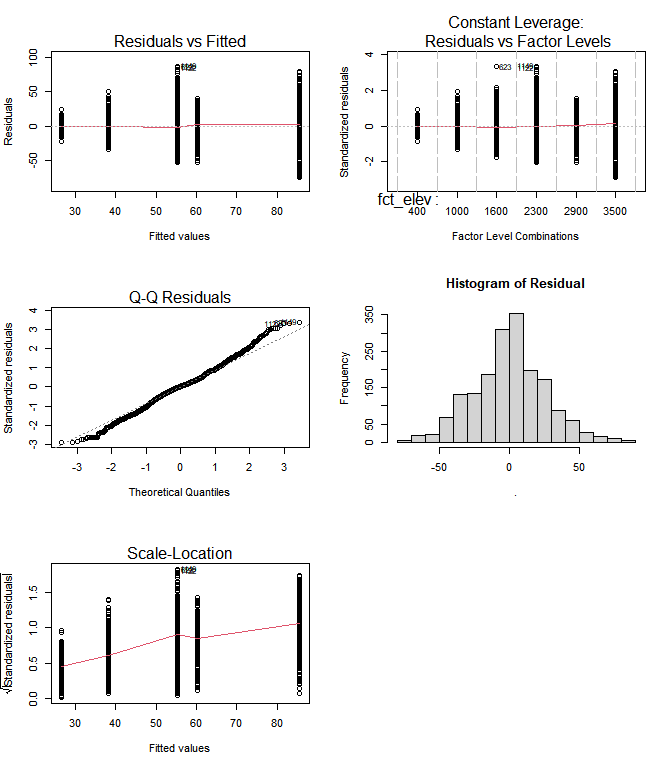 Residuals vs Fitted
Residuals
100
50
0
-50
30 40 50 60 70 80
Fitted values
Constant Leverage:
Residuals vs Factor Levels
Standardized residuals
4
2
0
-2
623
1149
fct_elev :
400 1000 1600 2300 2900 3500
Factor Level Combinations
Q-Q Residuals
Standardized residuals
4
3
2
1
0
-1
-2
-3
-3 -2 -1 0 1 2 3
Theoretical Quantiles
Histogram of Residual
Frequency
350
250
150
50
0
-50 0 50
.
Scale-Location
√|Standardized residuals|
1.5
1.0
0.5
0.0
30 40 50 60 70 80
Fitted values